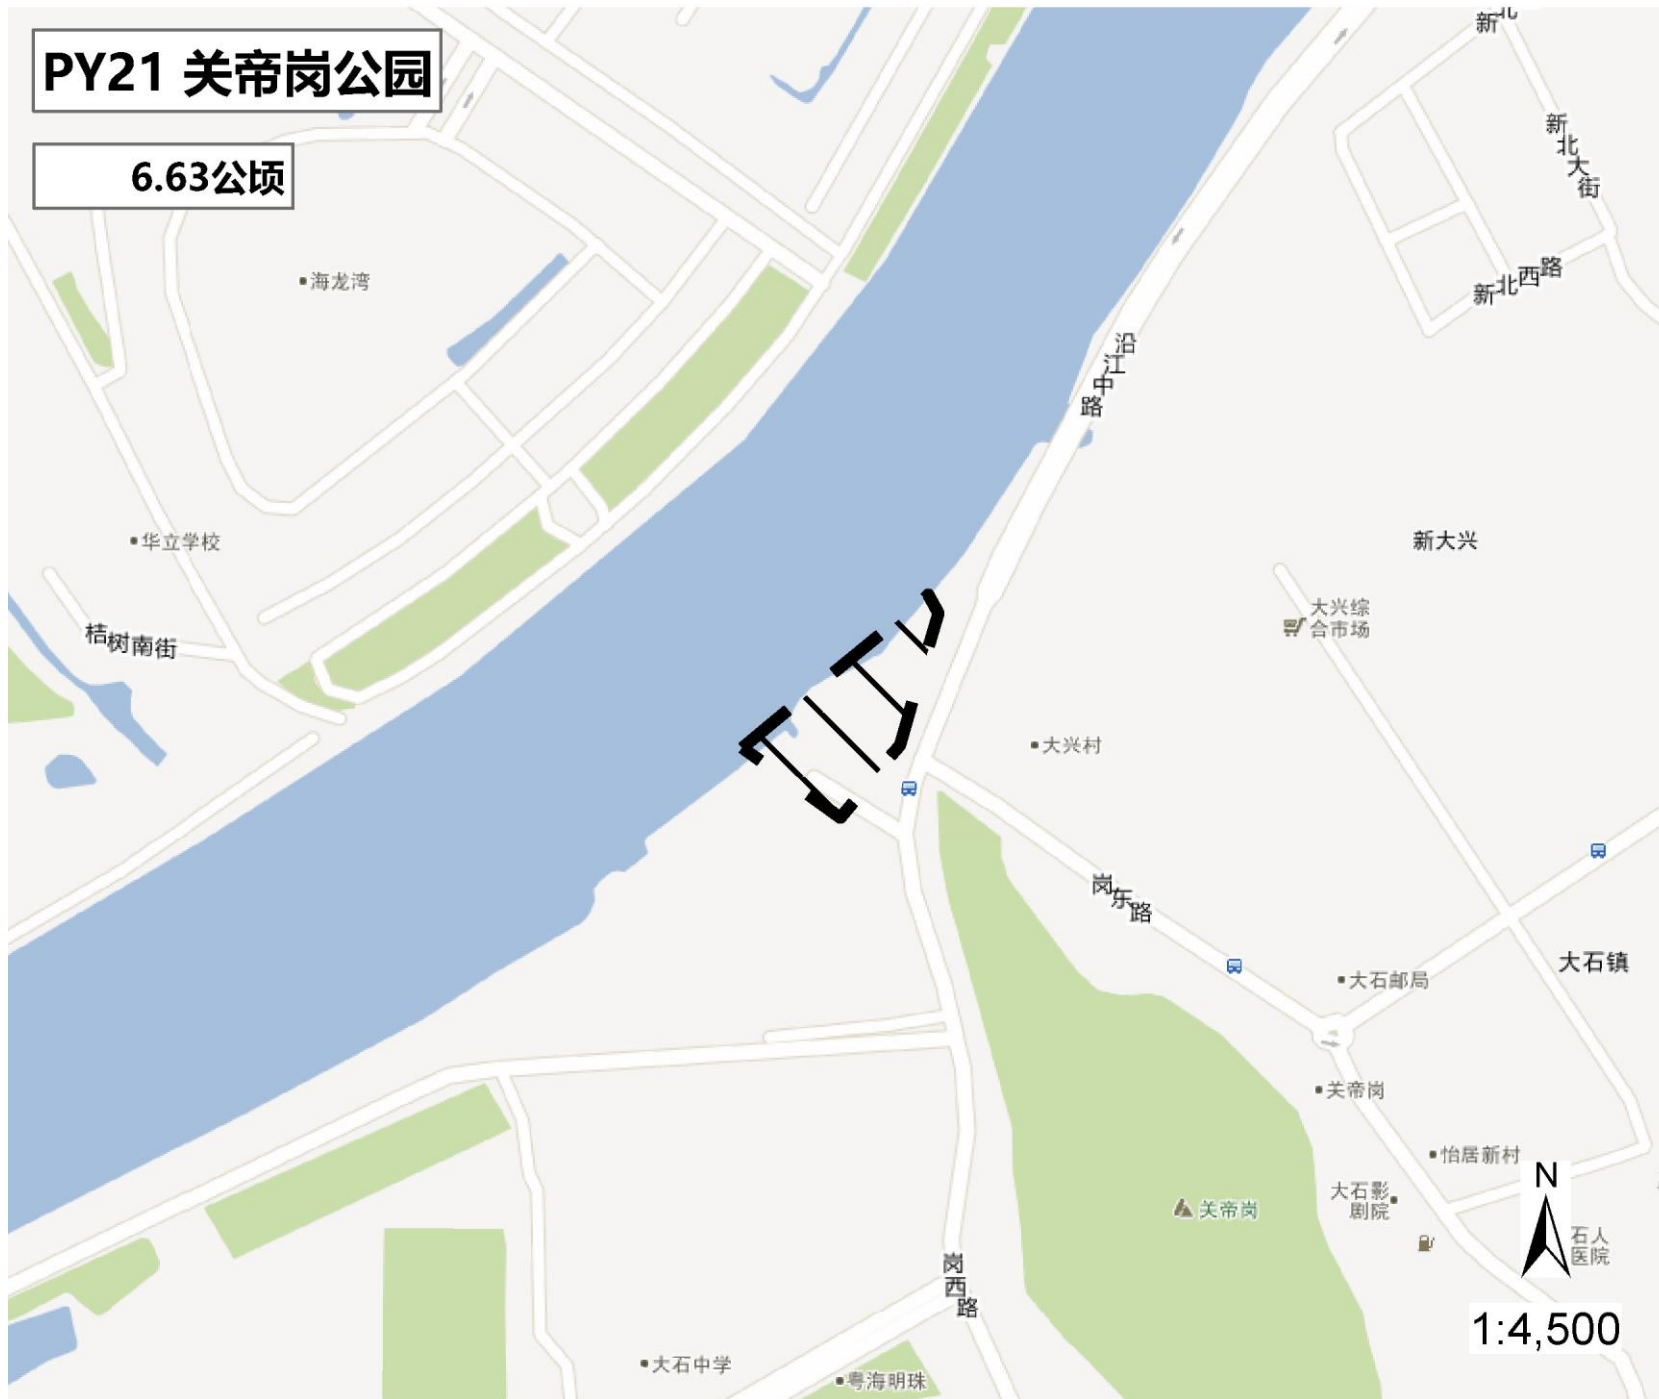 PY21 关帝岗公园
6.63公顷
新北
新北大街
新北西路
海龙湾
沿江中路
华立学校
新大兴
大兴综
合市场
桔树南街
大兴村
岗东路
大石镇
大石邮局
关帝岗
怡居新村
N
大石影
剧院
关帝岗
石人
医院
岗西路
1:4,500
大石中学
粤海明珠